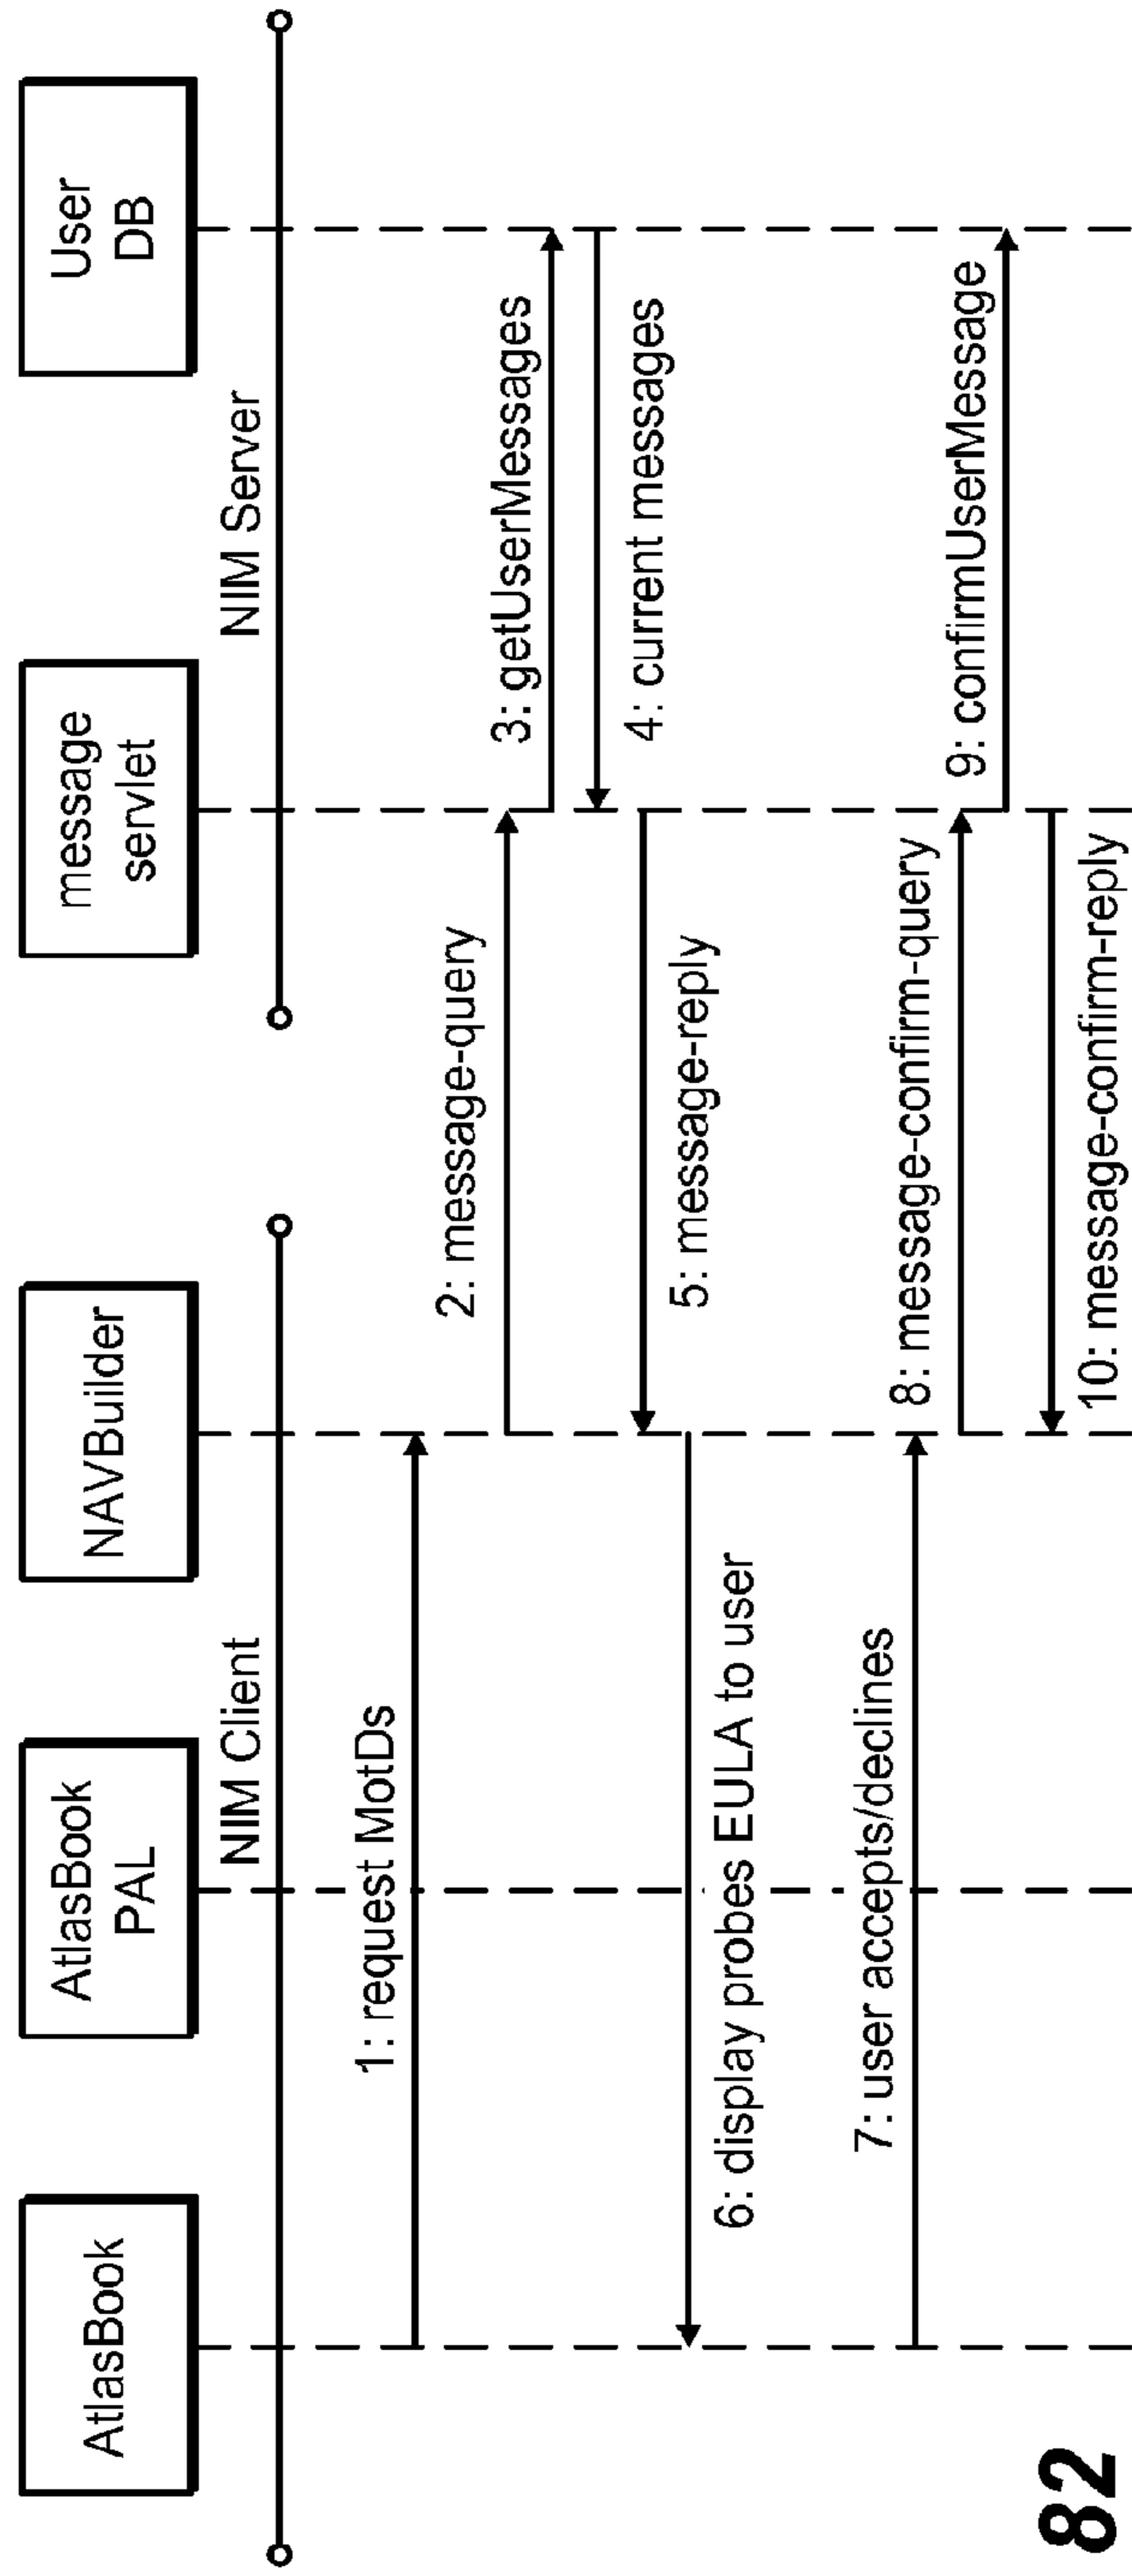 AtlasBook
AtlasBook
PAL
NAVBuilder
message
servlet
User
DB
NIM Client
NIM Server
1: request MotDs
2: message-query
3: getUserMessages
4: current messages
5: message-reply
6: display probes EULA to user
7: user accepts/declines
8: message-confirm-query
9: confirmUserMessage
10: message-confirm-reply
82